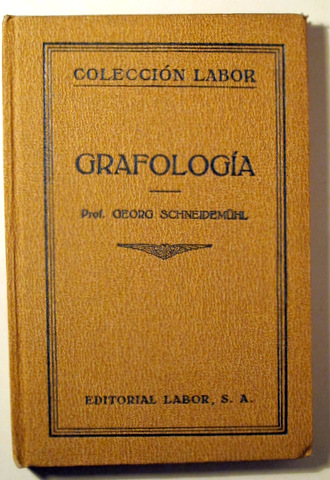 COLECCIÓN LABOR
GRAFOLOGÍA
Prof. GEORG SCHNEIDEMÜHL
EDITORIAL LABOR, S. A.